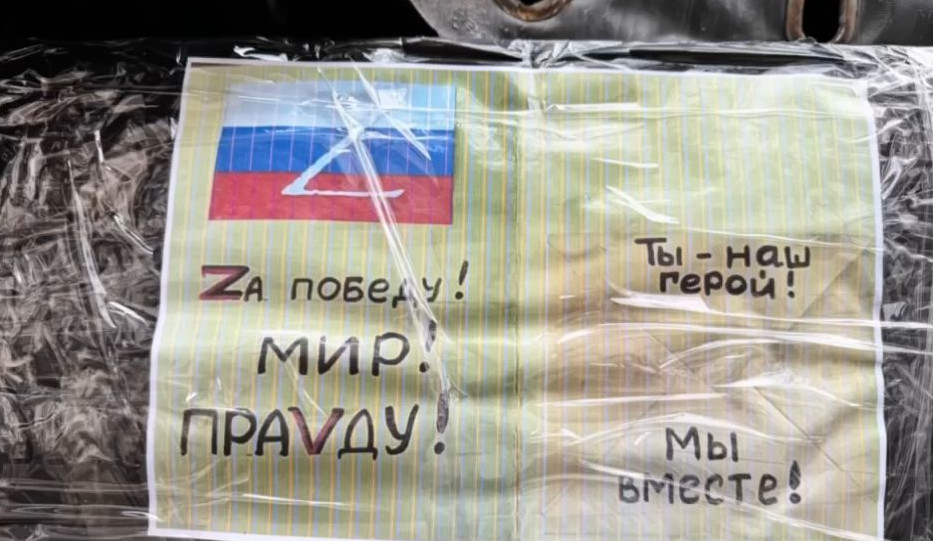 Z
Zа победу!
МИР!
ПРАVДУ!
Ты - наш
герой!
Мы
вместе!